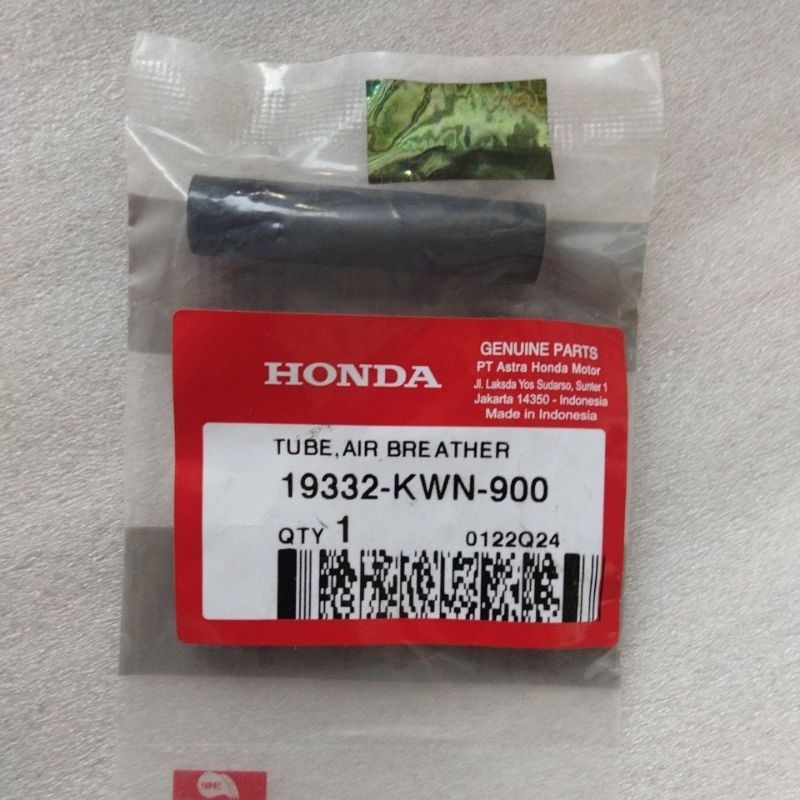 HONDA
GENUINE PARTS
PT Astra Honda Motor
Jl. Laksda Yos Sudarso, Sunter 1
Jakarta 14350 - Indonesia
Made in Indonesia
TUBE,AIR BREATHER
19332-KWN-900
QTY 1
0122Q24